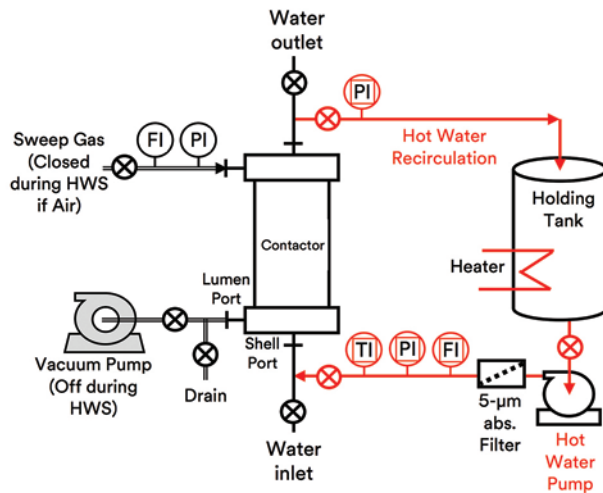 Water
outlet
PI
Hot Water
Recirculation
FI
PI
Sweep Gas
(Closed
during HWS
if Air)
Holding
Tank
Contactor
Heater
Lumen
Port
Shell
Port
Vacuum Pump
(Off during
HWS)
Drain
TI
PI
FI
5-µm
abs.
Filter
Water
inlet
Hot
Water
Pump